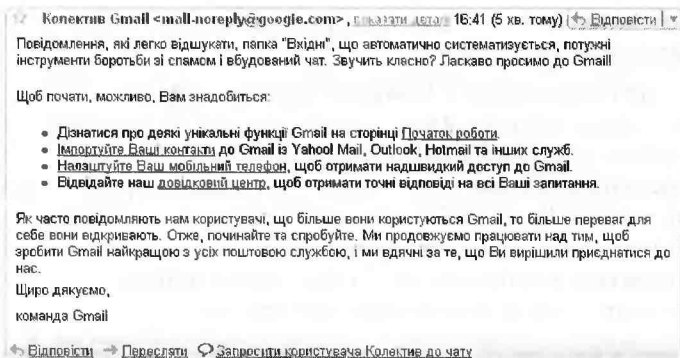 Колектив Gmail <mail-noreply@google.com>, показати деталі 16:41 (5 хв. тому) Відповісти
Повідомлення, які легко відшукати, папка "Вхідні", що автоматично систематизується, потужні
інструменти боротьби зі спамом і вбудований чат. Звучить класно? Ласкаво просимо до Gmail!
Щоб почати, можливо, Вам знадобиться:
• Дізнатися про деякі унікальні функції Gmail на сторінці Початок роботи.
• Імпортуйте Ваші контакти до Gmail із Yahoo! Mail, Outlook, Hotmail та інших служб.
• Налаштуйте Ваш мобільний телефон, щоб отримати надшвидкий доступ до Gmail.
• Відвідайте наш довідковий центр, щоб отримати точні відповіді на всі Ваші запитання.
Як часто повідомляють нам користувачі, що більше вони користуються Gmail, то більше переваг для
себе вони відкривають. Отже, починайте та спробуйте. Ми продовжуємо працювати над тим, щоб
зробити Gmail найкращою з усіх поштовою службою, і ми вдячні за те, що Ви вирішили приєднатися до
нас.
Щиро дякуємо,
команда Gmail
Відповісти Переслати Запросити користувача Колектив до чату